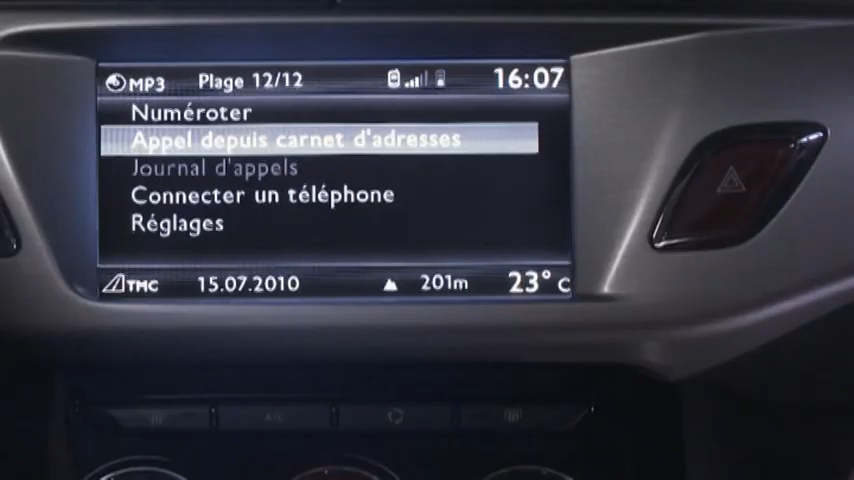 MP3 Plage 12/12 16:07
Numéroter
Appel depuis carnet d'adresses
Journal d'appels
Connecter un téléphone
Réglages
TMC 15.07.2010 201m 23° C
A/C